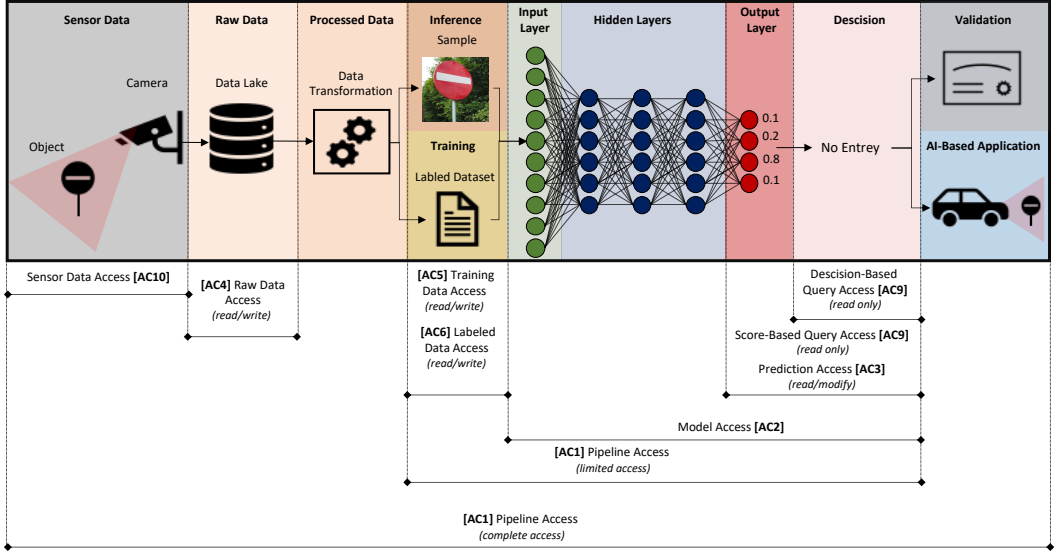 Sensor Data
Raw Data
Processed Data
Inference
Input
Layer
Hidden Layers
Output
Layer
Descision
Validation
Sample
Camera
Data Lake
Data
Transformation
Object
Training
Labled Dataset
0.1
0.2
0.8
0.1
No Entrey
AI-Based Application
Sensor Data Access [AC10]
[AC4] Raw Data
Access
(read/write)
[AC5] Training
Data Access
(read/write)
[AC6] Labeled
Data Access
(read/write)
Descision-Based
Query Access [AC9]
(read only)
Score-Based Query Access [AC9]
(read only)
Prediction Access [AC3]
(read/modify)
Model Access [AC2]
[AC1] Pipeline Access
(limited access)
[AC1] Pipeline Access
(complete access)